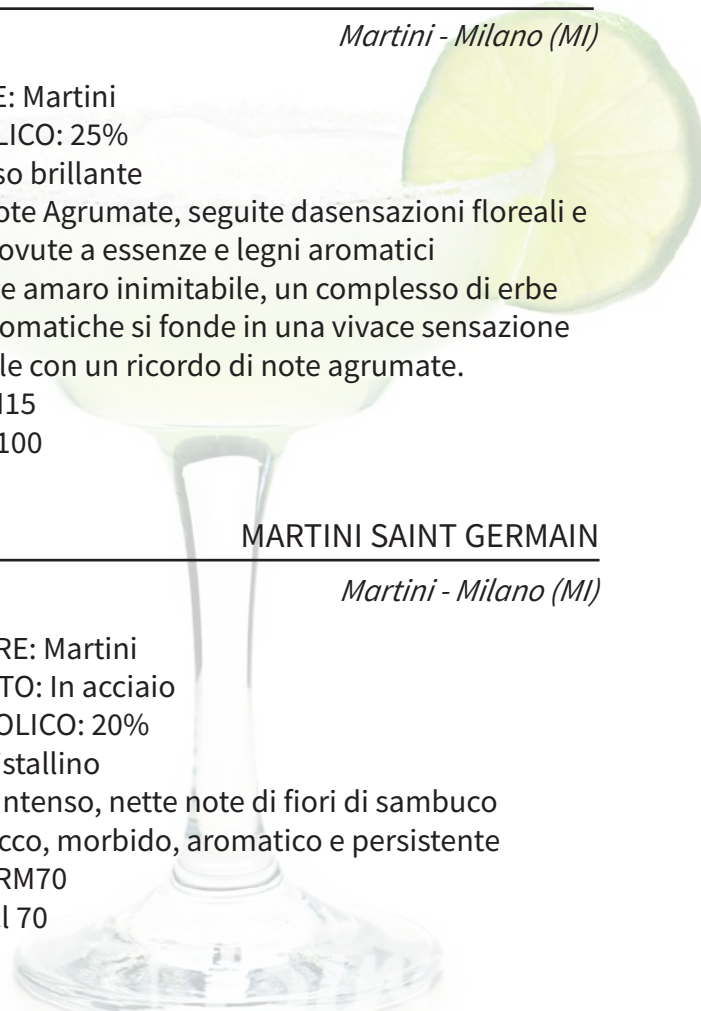 Martini - Milano (MI)
E: Martini
LICO: 25%
so brillante
ote Agrumate, seguite dasensazioni floreali e
ovute a essenze e legni aromatici
e amaro inimitabile, un complesso di erbe
omatiche si fonde in una vivace sensazione
le con un ricordo di note agrumate.
15
100
MARTINI SAINT GERMAIN
Martini - Milano (MI)
RE: Martini
TO: In acciaio
OLICO: 20%
istallino
intenso, nette note di fiori di sambuco
cco, morbido, aromatico e persistente
RM70
l 70